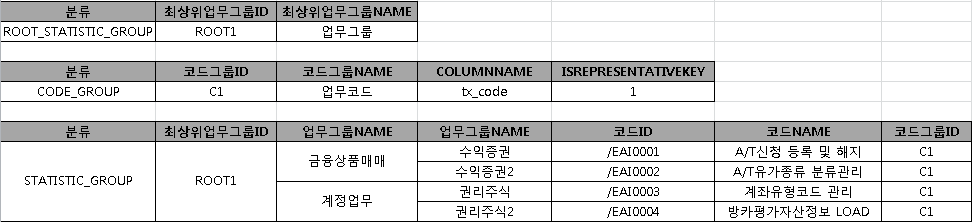 분류 최상위업무그룹ID 최상위업무그룹NAME
ROOT_STATISTIC_GROUP ROOT1 업무그룹
분류 코드그룹ID 코드그룹NAME COLUMNNAME ISREPRESENTATIVEKEY
CODE_GROUP C1 업무코드 tx_code 1
분류 최상위업무그룹ID 업무그룹NAME 업무그룹NAME 코드ID 코드NAME 코드그룹ID
STATISTIC_GROUP ROOT1 금융상품매매 수익증권 /EAI0001 A/T신청 등록 및 해지 C1
수익증권2 /EAI0002 A/T유가종류 분류관리 C1
계정업무 권리주식 /EAI0003 계좌유형코드 관리 C1
권리주식2 /EAI0004 방카평가자산정보 LOAD C1